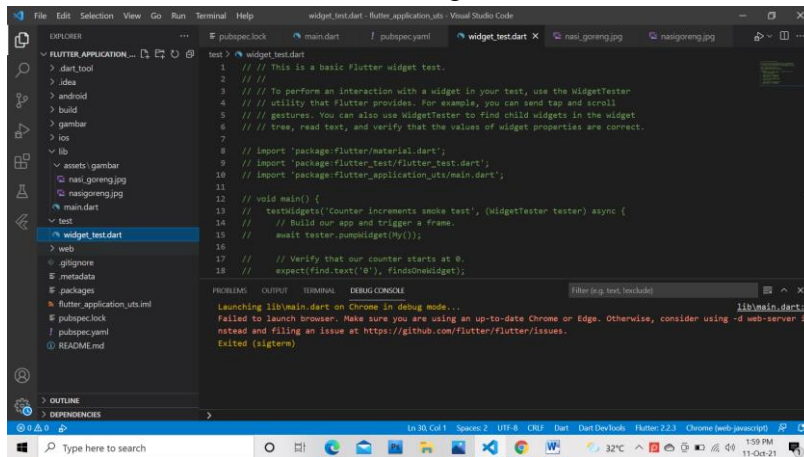 File Edit Selection View Go Run Terminal Help
widget_test.dart - flutter_application_uts - Visual Studio Code
EXPLORER
pubspec.lock
main.dart
pubspec.yaml
widget_test.dart
nasi_goreng.jpg
nasigoreng.jpg
FLUTTER_APPLICATION_...
test > widget_test.dart
.dart_tool
.idea
android
build
gambar
ios
lib
assets \ gambar
nasi_goreng.jpg
nasigoreng.jpg
main.dart
test
widget_test.dart
web
.gitignore
.metadata
.packages
flutter_application_uts.iml
pubspec.lock
pubspec.yaml
README.md
OUTLINE
DEPENDENCIES
1 // // This is a basic Flutter widget test.
2 // //
3 // // To perform an interaction with a widget in your test, use the WidgetTester
4 // // utility that Flutter provides. For example, you can send tap and scroll
5 // // gestures. You can also use WidgetTester to find child widgets in the widget
6 // // tree, read text, and verify that the values of widget properties are correct.
7
8 // import 'package:flutter/material.dart';
9 // import 'package:flutter_test/flutter_test.dart';
10 // import 'package:flutter_application_uts/main.dart';
11
12 // void main() {
13 // testWidgets('Counter increments smoke test', (WidgetTester tester) async {
14 // // Build our app and trigger a frame.
15 // await tester.pumpWidget(My());
16
17 // // Verify that our counter starts at 0.
18 // expect(find.text('0'), findsOneWidget);
PROBLEMS OUTPUT TERMINAL DEBUG CONSOLE
Filter (e.g. text, !exclude)
Launching lib\main.dart on Chrome in debug mode...
lib\main.dart:
Failed to launch browser. Make sure you are using an up-to-date Chrome or Edge. Otherwise, consider using -d web-server i
nstead and filing an issue at https://github.com/flutter/flutter/issues.
Exited (sigterm)
0 0
Ln 30, Col 1 Spaces: 2 UTF-8 CRLF Dart Dart DevTools Flutter: 2.2.3 Chrome (web-javascript)
Type here to search
32°C
1:59 PM
11-Oct-21